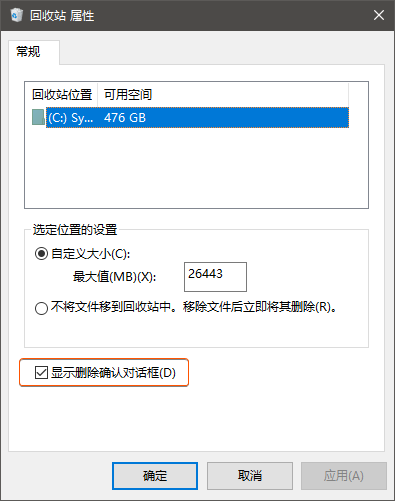 回收站 属性
常规
回收站位置 可用空间
(C:) Sy... 476 GB
选定位置的设置
自定义大小(C):
最大值(MB)(X): 26443
不将文件移到回收站中。移除文件后立即将其删除(R)。
显示删除确认对话框(D)
确定 取消 应用(A)